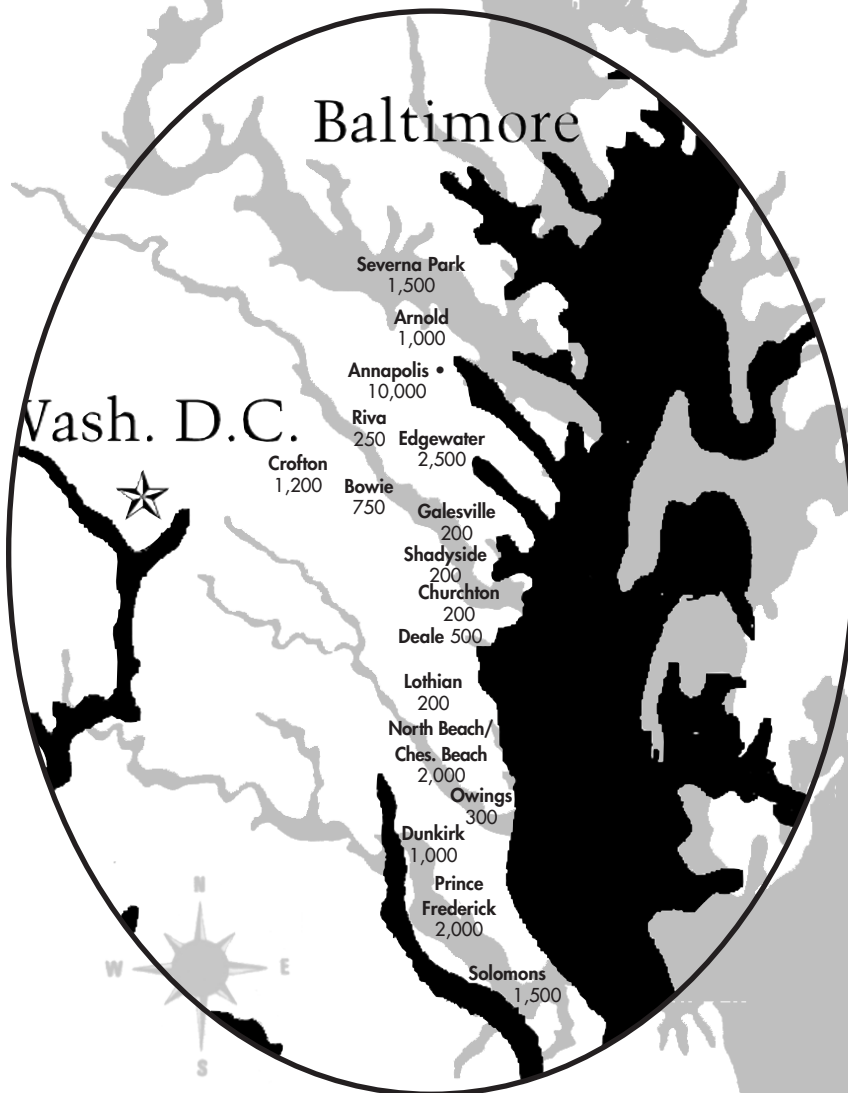 Baltimore
Severna Park
1,500
Arnold
1,000
Annapolis •
10,000
Wash. D.C.
Riva
250
Edgewater
2,500
Crofton
1,200
Bowie
750
Galesville
200
Shadyside
200
Churchton
200
Deale 500
Lothian
200
North Beach/
Ches. Beach
2,000
Owings
300
Dunkirk
1,000
Prince
Frederick
2,000
Solomons
1,500
N
W E
S